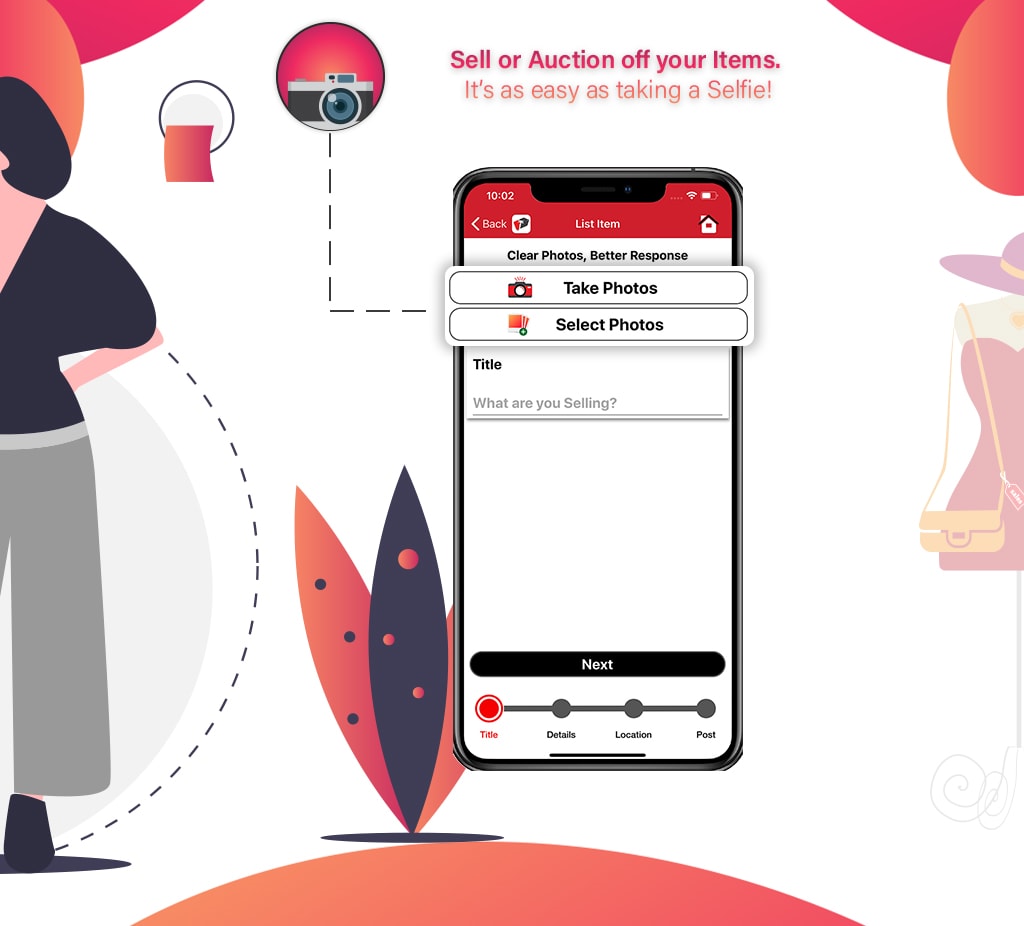 Sell or Auction off your Items.
It's as easy as taking a Selfie!
10:02
Back
List Item
Clear Photos, Better Response
Take Photos
Select Photos
Title
What are you Selling?
Next
Title
Details
Location
Post